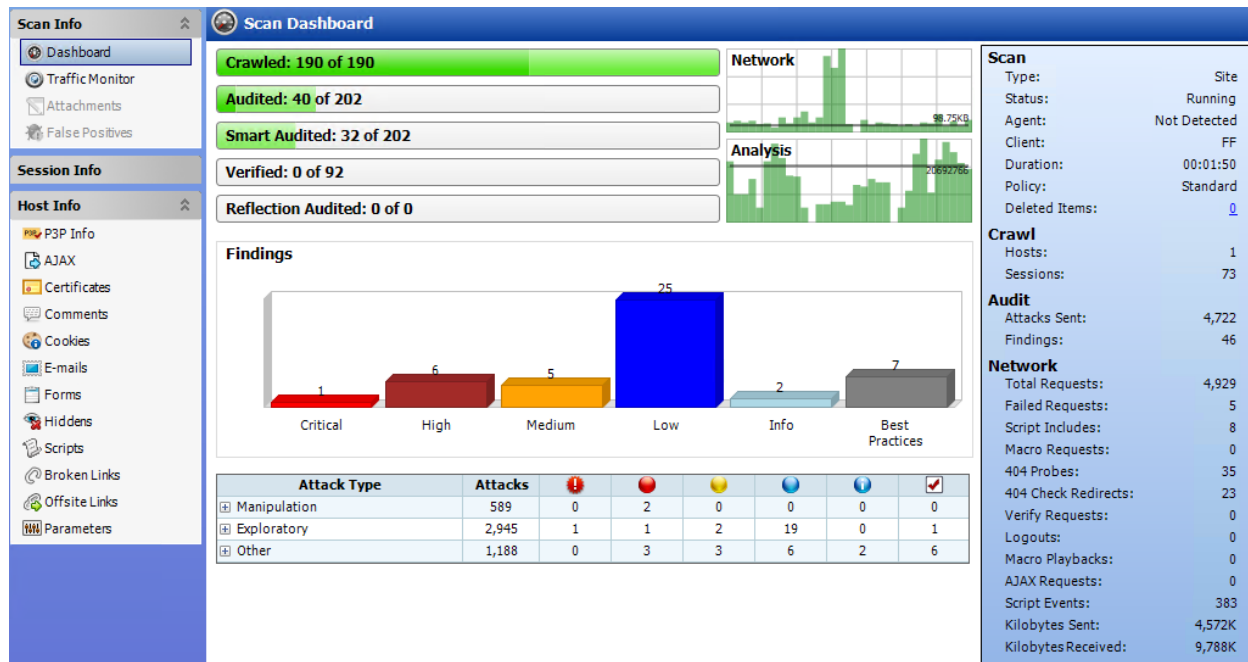 Scan Info
Dashboard
Traffic Monitor
Attachments
False Positives
Session Info
Host Info
P3P P3P Info
AJAX
Certificates
Comments
Cookies
E-mails
Forms
Hiddens
Scripts
Broken Links
Offsite Links
Parameters
Scan Dashboard
Crawled: 190 of 190
Audited: 40 of 202
Smart Audited: 32 of 202
Verified: 0 of 92
Reflection Audited: 0 of 0
Network
98.75KB
Analysis
20692766
Findings
1 6 5 25 2 7
Critical High Medium Low Info Best Practices
Attack Type Attacks
Manipulation 589 0 2 0 0 0 0
Exploratory 2,945 1 1 2 19 0 1
Other 1,188 0 3 3 6 2 6
Scan
Type: Site
Status: Running
Agent: Not Detected
Client: FF
Duration: 00:01:50
Policy: Standard
Deleted Items: 0
Crawl
Hosts: 1
Sessions: 73
Audit
Attacks Sent: 4,722
Findings: 46
Network
Total Requests: 4,929
Failed Requests: 5
Script Includes: 8
Macro Requests: 0
404 Probes: 35
404 Check Redirects: 23
Verify Requests: 0
Logouts: 0
Macro Playbacks: 0
AJAX Requests: 0
Script Events: 383
Kilobytes Sent: 4,572K
Kilobytes Received: 9,788K